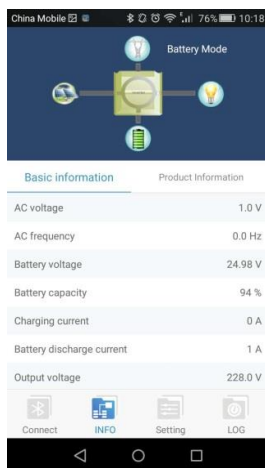 China Mobile 76% 10:18
Battery Mode
Basic information Product Information
AC voltage 1.0 V
AC frequency 0.0 Hz
Battery voltage 24.98 V
Battery capacity 94 %
Charging current 0 A
Battery discharge current 1 A
Output voltage 228.0 V
Connect INFO Setting LOG